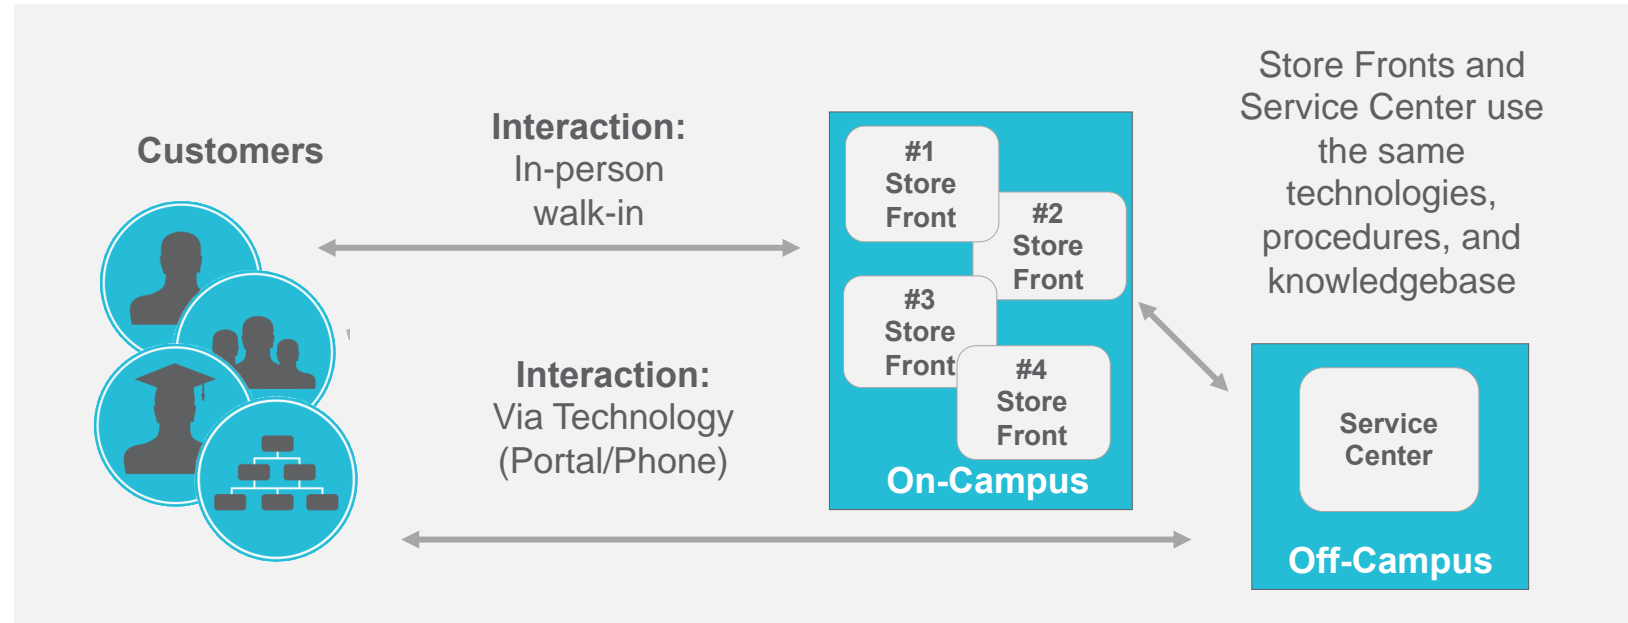 Customers
Interaction:
In-person
walk-in
Interaction:
Via Technology
(Portal/Phone)
#1
Store
Front
#2
Store
Front
#3
Store
Front
#4
Store
Front
On-Campus
Store Fronts and
Service Center use
the same
technologies,
procedures, and
knowledgebase
Service
Center
Off-Campus